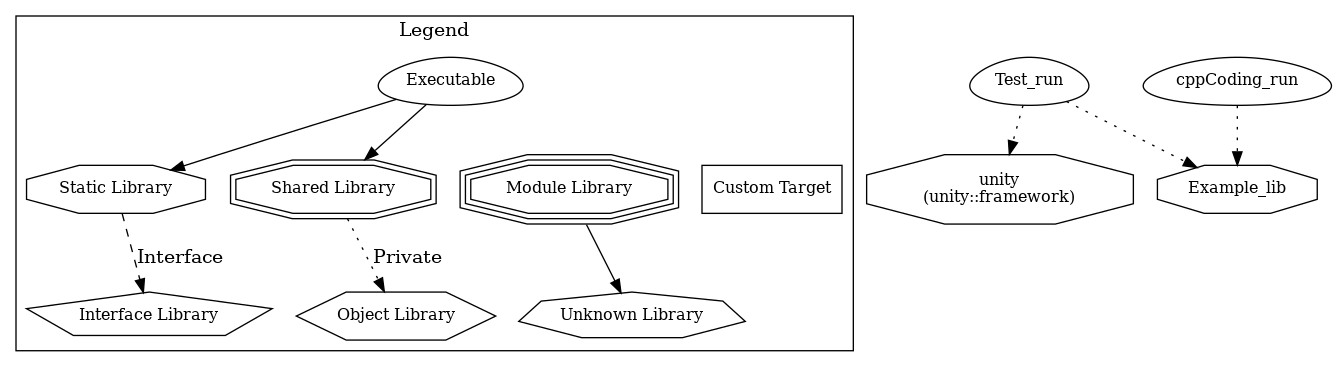 Legend
Executable
Test_run
cppCoding_run
Static Library
Shared Library
Module Library
Custom Target
unity
(unity::framework)
Example_lib
Interface
Private
Interface Library
Object Library
Unknown Library